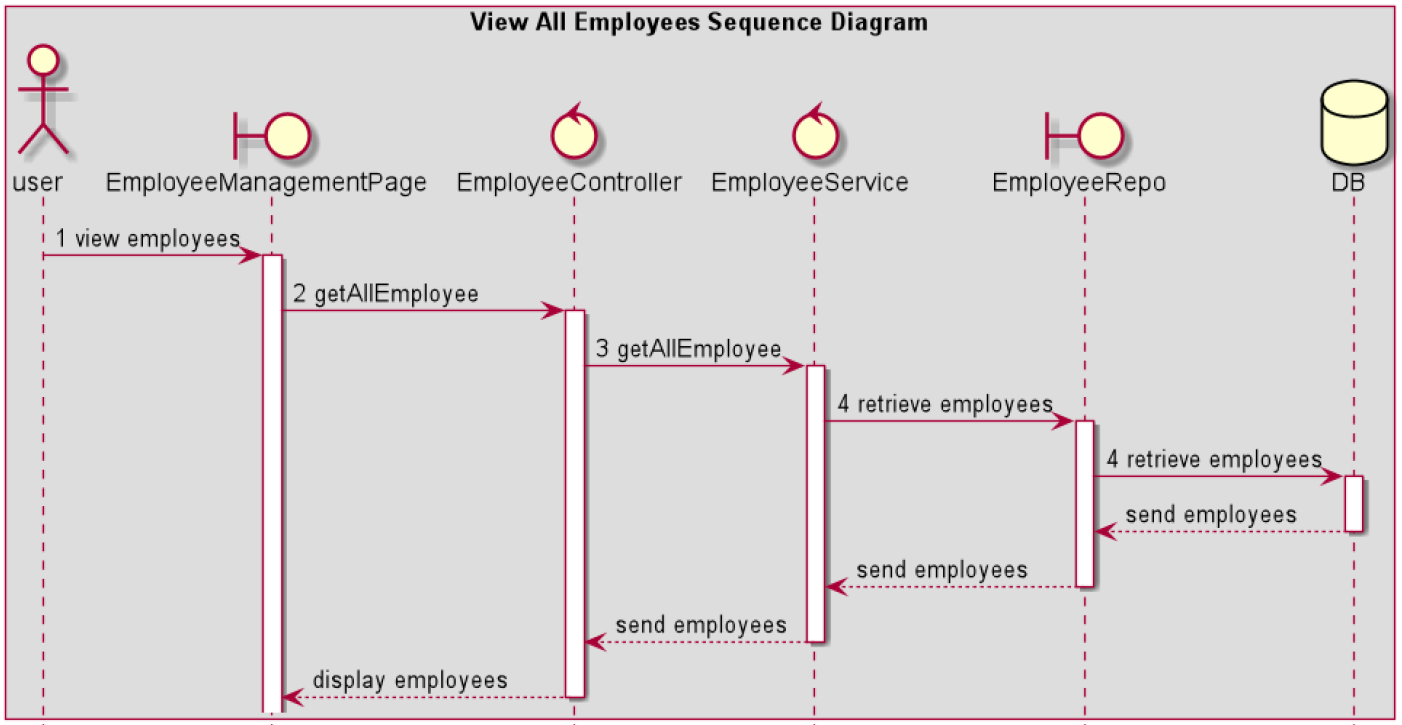 View All Employees Sequence Diagram
user
EmployeeManagementPage
EmployeeController
EmployeeService
EmployeeRepo
DB
1 view employees
2 getAllEmployee
3 getAllEmployee
4 retrieve employees
4 retrieve employees
send employees
send employees
send employees
display employees